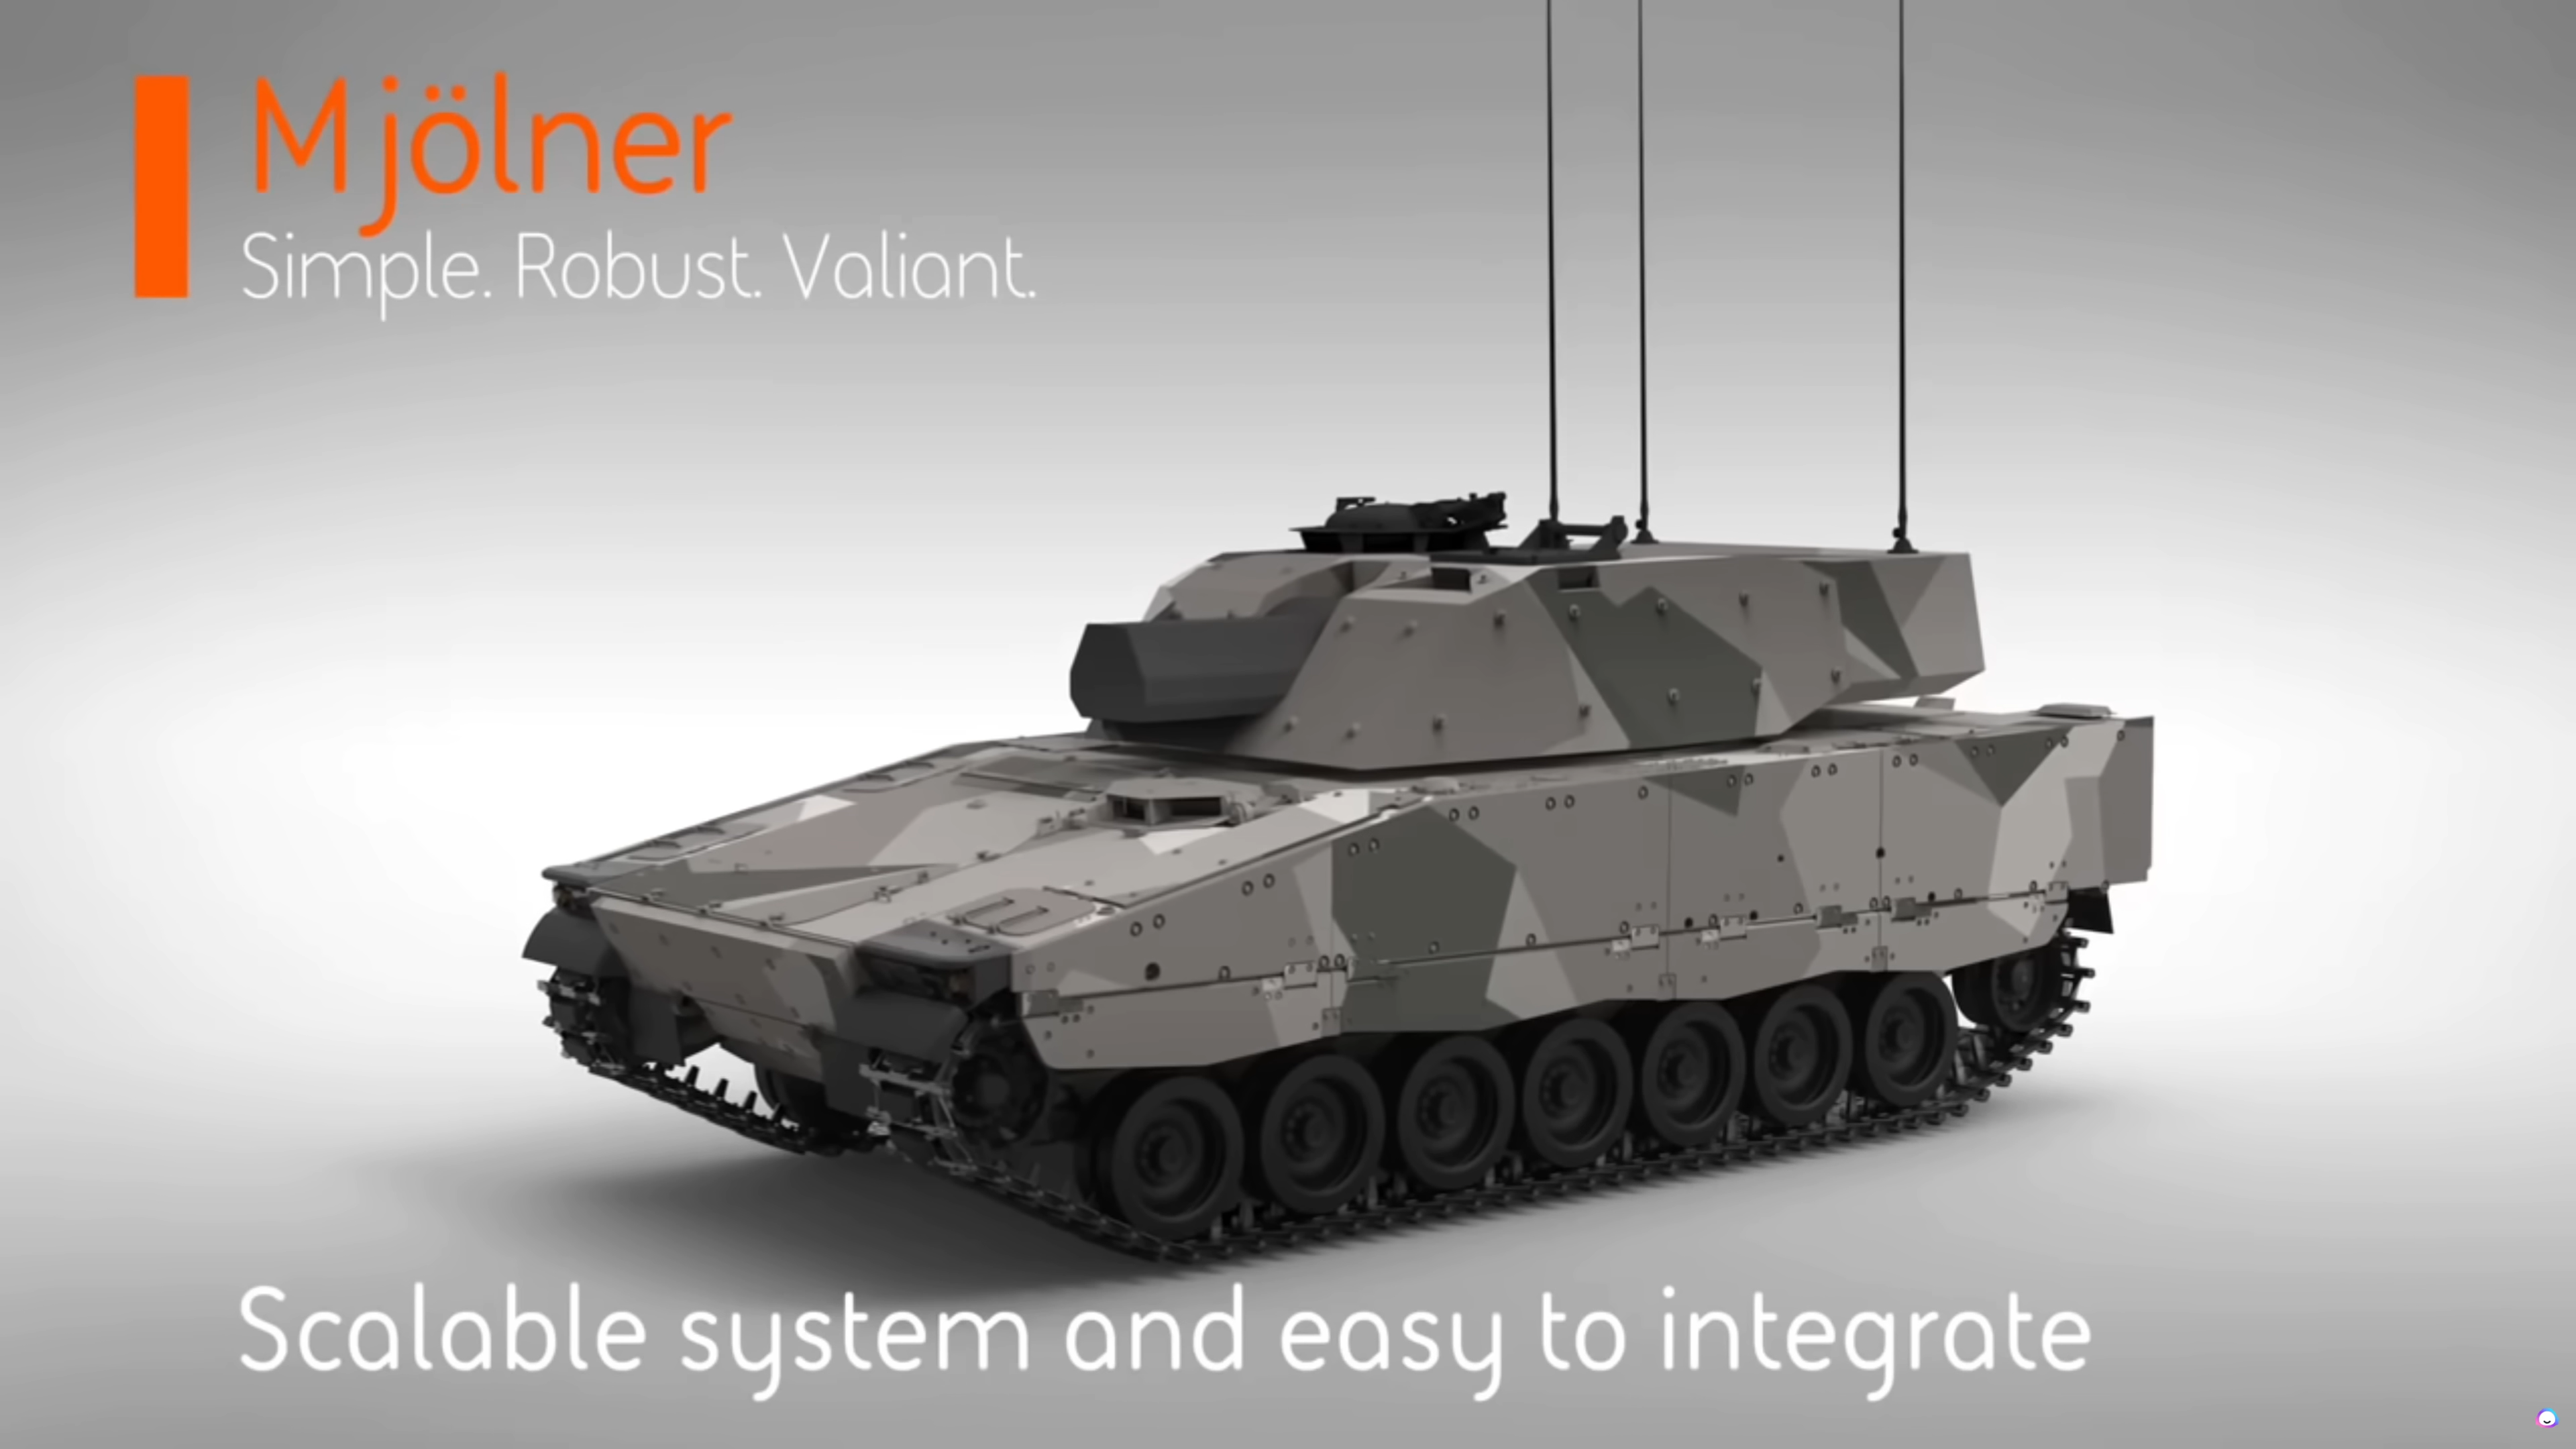 Mjölner
Simple. Robust. Valiant.
Scalable system and easy to integrate